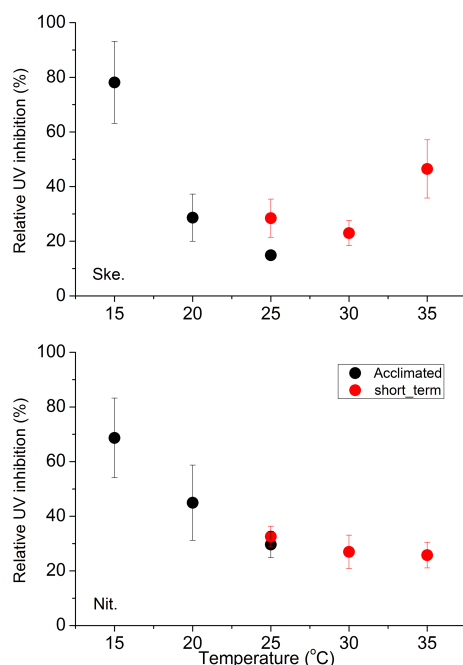 100
80
60
40
20
0
Relative UV inhibition (%)
Ske.
15 20 25 30 35
100
80
60
40
20
0
Relative UV inhibition (%)
Acclimated
short_term
Nit.
15 20 25 30 35
Temperature (°C)